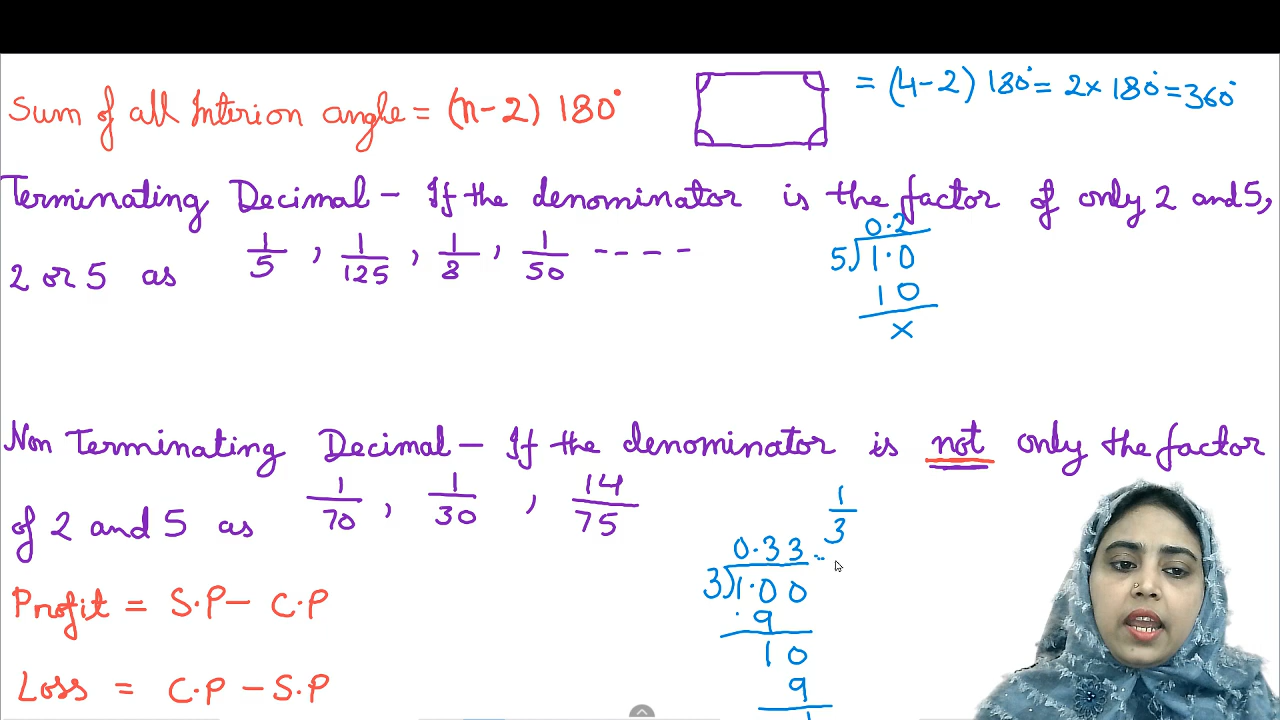 Sum of all Interion angle = (n-2) 180°
= (4-2) 180° = 2 x 180° = 360°
Terminating Decimal - If the denominator is the factor of only 2 and 5,
2 or 5 as 1/5 , 1/125 , 1/8 , 1/50 ----
0.2
5)1.0
10
x
Non Terminating Decimal - If the denominator is not only the factor
of 2 and 5 as 1/70 , 1/30 , 14/75
1/3
0.33..
3)1.00
. 9
10
9
1
Profit = S.P - C.P
Loss = C.P - S.P